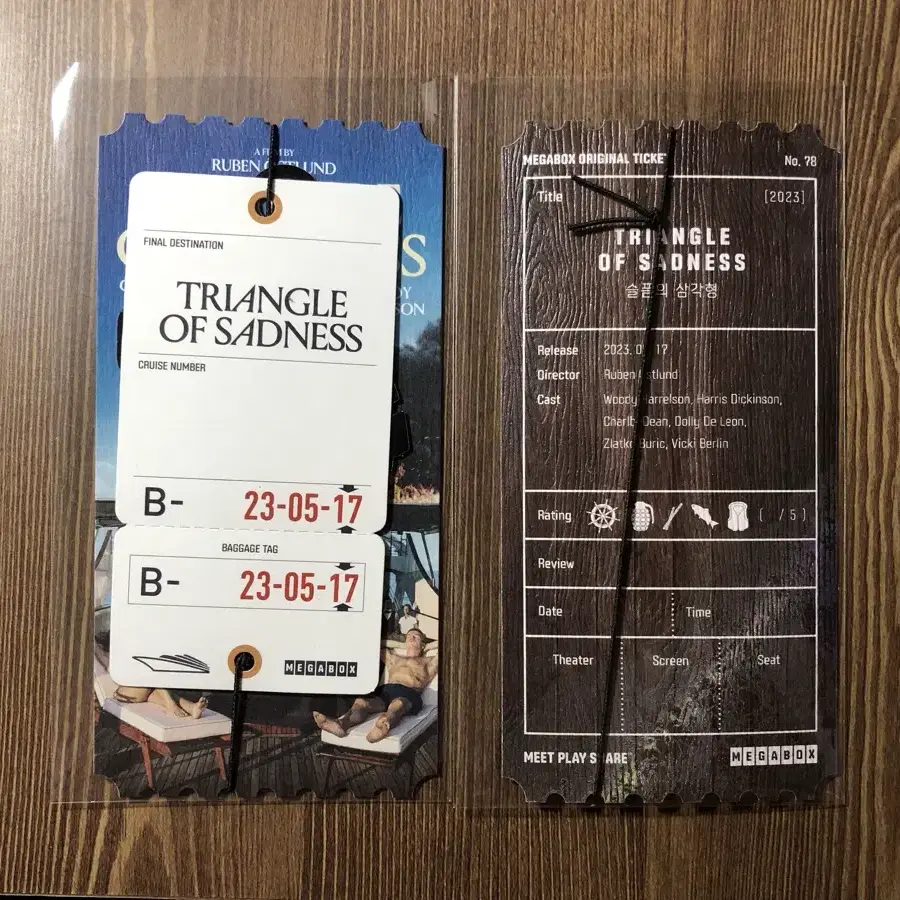 A FILM BY
RUBEN ÖSTLUND
FINAL DESTINATION
TRIANGLE
OF SADNESS
CRUISE NUMBER
B- 23-05-17
BAGGAGE TAG
B- 23-05-17
MEGABOX
MEGABOX ORIGINAL TICKET No. 78
Title [2023]
TRIANGLE
OF SADNESS
슬픔의 삼각형
Release 2023. 05. 17
Director Ruben Östlund
Cast Woody Harrelson, Harris Dickinson,
Charlbi Dean, Dolly De Leon,
Zlatko Buric, Vicki Berlin
Rating ( / 5 )
Review
Date Time
Theater Screen Seat
MEET PLAY SHARE MEGABOX